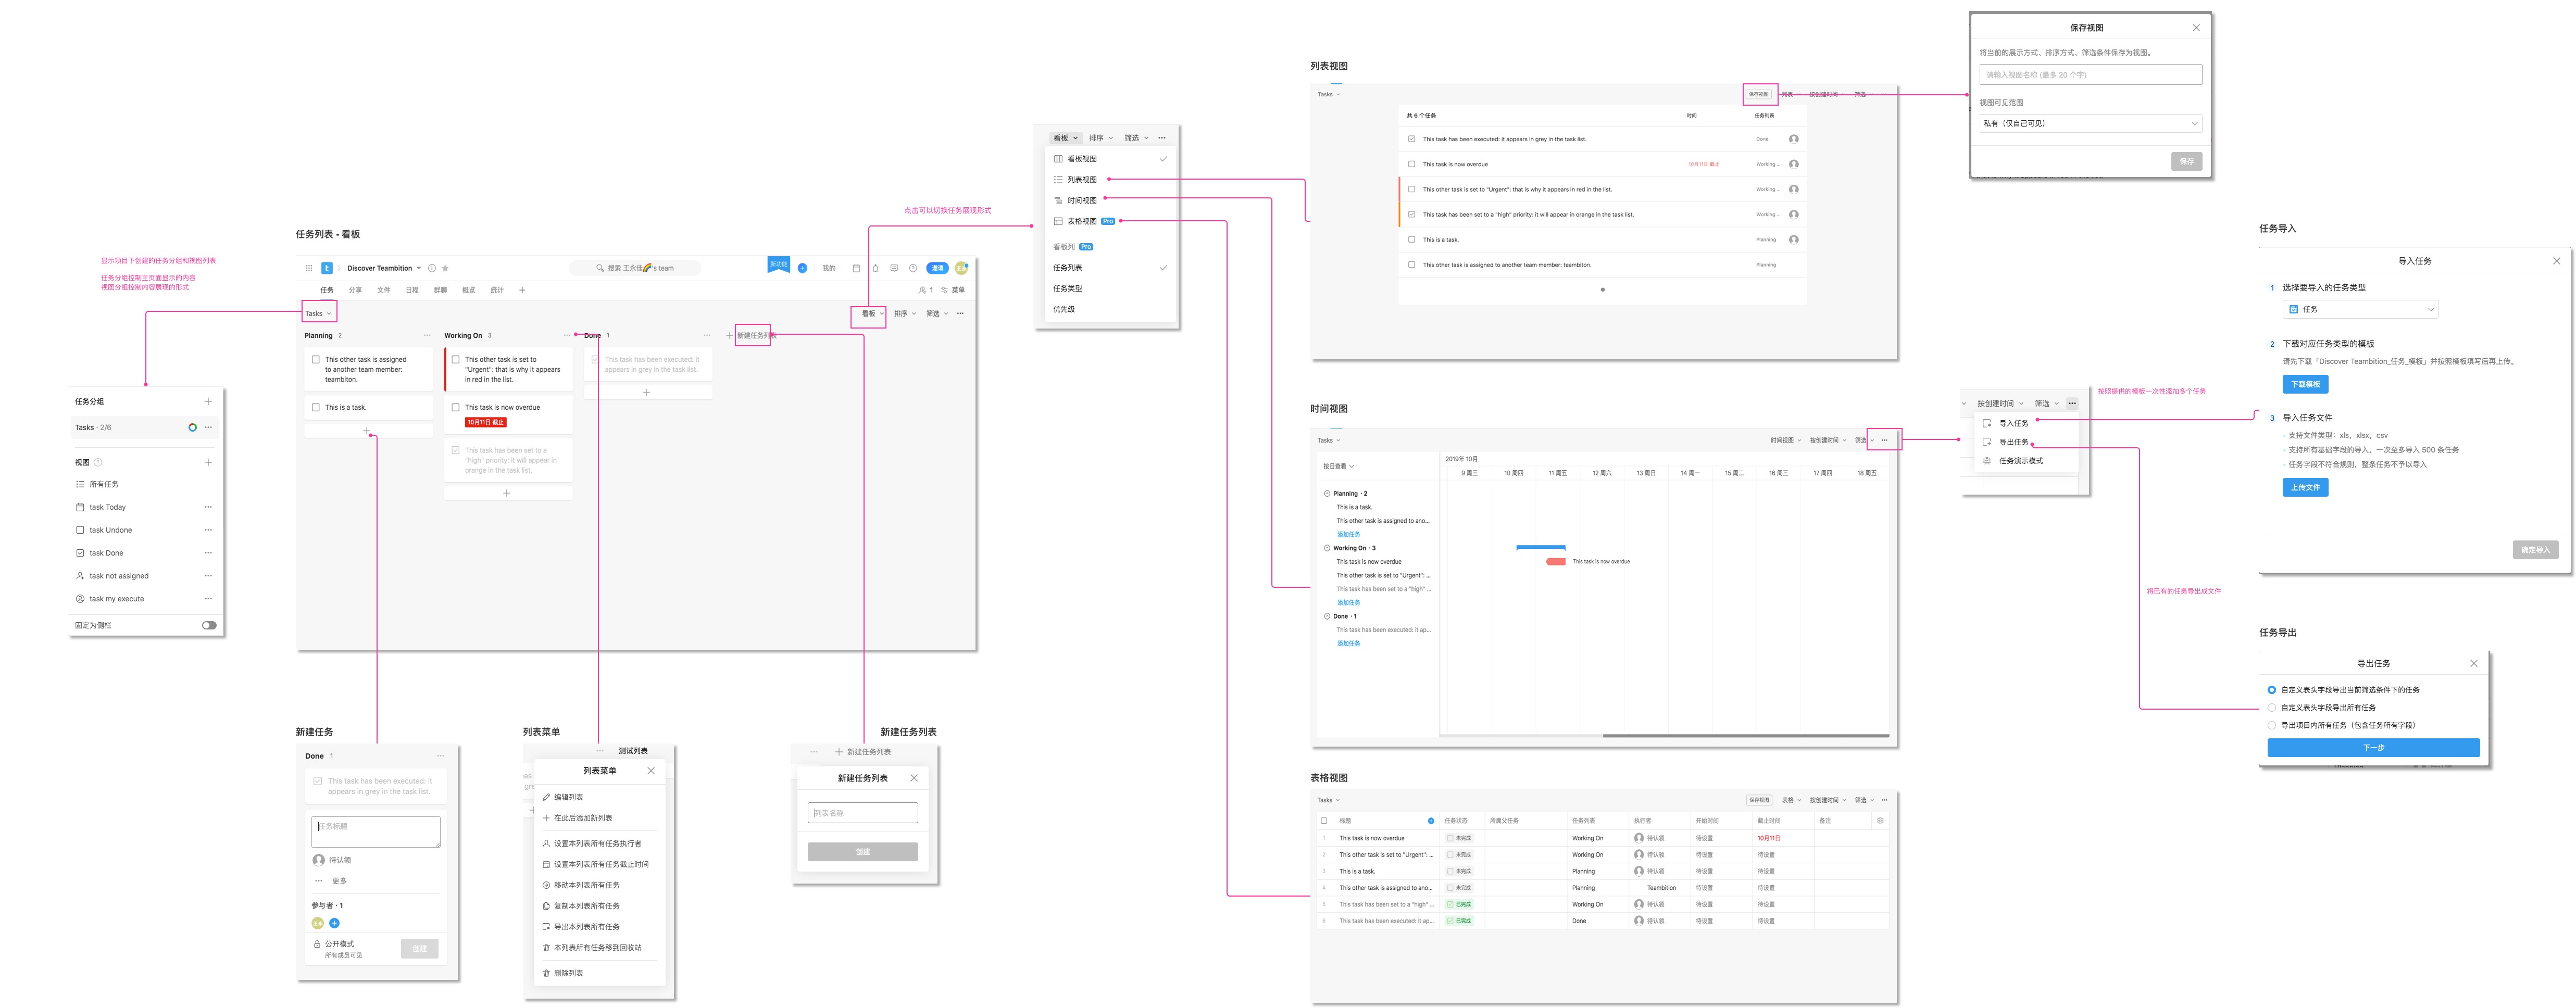 显示项目下创建的任务分组和视图列表
任务分组控制主页面显示的内容
视图分组控制内容展现的形式
任务分组
Tasks · 2/6
视图
所有任务
task Today
task Undone
task Done
task not assigned
task my execute
固定为侧栏
任务列表 - 看板
Discover Teambition
搜索 王永佳🌈's team
新功能
我的
邀请
任务 分享 文件 日程 群聊 概览 统计
1 菜单
Tasks
看板 排序 筛选
Planning 2
This other task is assigned
to another team member:
teambiton.
This is a task.
Working On 3
This other task is set to
"Urgent": that is why it appears
in red in the list.
This task is now overdue
10月11日 截止
This task has been set to a
"high" priority: it will appear in
orange in the task list.
Done 1
This task has been executed: it
appears in grey in the task list.
新建任务列表
新建任务
Done 1
This task has been executed: it
appears in grey in the task list.
任务标题
待认领
更多
参与者 · 1
公开模式
所有成员可见
创建
列表菜单
测试列表
列表菜单
编辑列表
在此后添加新列表
设置本列表所有任务执行者
设置本列表所有任务截止时间
移动本列表所有任务
复制本列表所有任务
导出本列表所有任务
本列表所有任务移到回收站
删除列表
新建任务列表
新建任务列表
新建任务列表
列表名称
创建
点击可以切换任务展现形式
看板 排序 筛选
看板视图
列表视图
时间视图
表格视图 Pro
看板列 Pro
任务列表
任务类型
优先级
列表视图
Tasks
保存视图 列表 按创建时间 筛选
共 6 个任务 时间 任务列表
This task has been executed: it appears in grey in the task list. Done
This task is now overdue 10月11日 截止 Working ...
This other task is set to "Urgent": that is why it appears in red in the list. Working ...
This task has been set to a "high" priority: it will appear in orange in the task list. Working ...
This is a task. Planning
This other task is assigned to another team member: teambiton. Planning
保存视图
将当前的展示方式、排序方式、筛选条件保存为视图。
请输入视图名称 (最多 20 个字)
视图可见范围
私有（仅自己可见）
保存
时间视图
Tasks
时间视图 按创建时间 筛选
按日查看
2019年 10月
9 周三 10 周四 11 周五 12 周六 13 周日 14 周一 15 周二 16 周三 17 周四 18 周五
Planning · 2
This is a task.
This other task is assigned to ano...
添加任务
Working On · 3
This task is now overdue
This task is now overdue
This other task is set to "Urgent": ...
This task has been set to a "high" ...
添加任务
Done · 1
This task has been executed: it ap...
添加任务
表格视图
Tasks
保存视图 表格 按创建时间 筛选
标题 任务状态 所属父任务 任务列表 执行者 开始时间 截止时间 备注
1 This task is now overdue 未完成 Working On 待认领 待设置 10月11日
2 This other task is set to "Urgent": ... 未完成 Working On 待认领 待设置 待设置
3 This is a task. 未完成 Planning 待认领 待设置 待设置
4 This other task is assigned to ano... 未完成 Planning Teambition 待设置 待设置
5 This task has been set to a "high" ... 已完成 Working On 待认领 待设置 待设置
6 This task has been executed: it ap... 已完成 Done 待认领 待设置 待设置
按创建时间 筛选
导入任务
导出任务
任务演示模式
按照提供的模板一次性添加多个任务
将已有的任务导出成文件
任务导入
导入任务
1 选择要导入的任务类型
任务
2 下载对应任务类型的模板
请先下载「Discover Teambition_任务_模板」并按照模板填写后再上传。
下载模板
3 导入任务文件
· 支持文件类型：xls，xlsx，csv
· 支持所有基础字段的导入，一次至多导入 500 条任务
· 任务字段不符合规则，整条任务不予以导入
上传文件
确定导入
任务导出
导出任务
自定义表头字段导出当前筛选条件下的任务
自定义表头字段导出所有任务
导出项目内所有任务（包含任务所有字段）
下一步